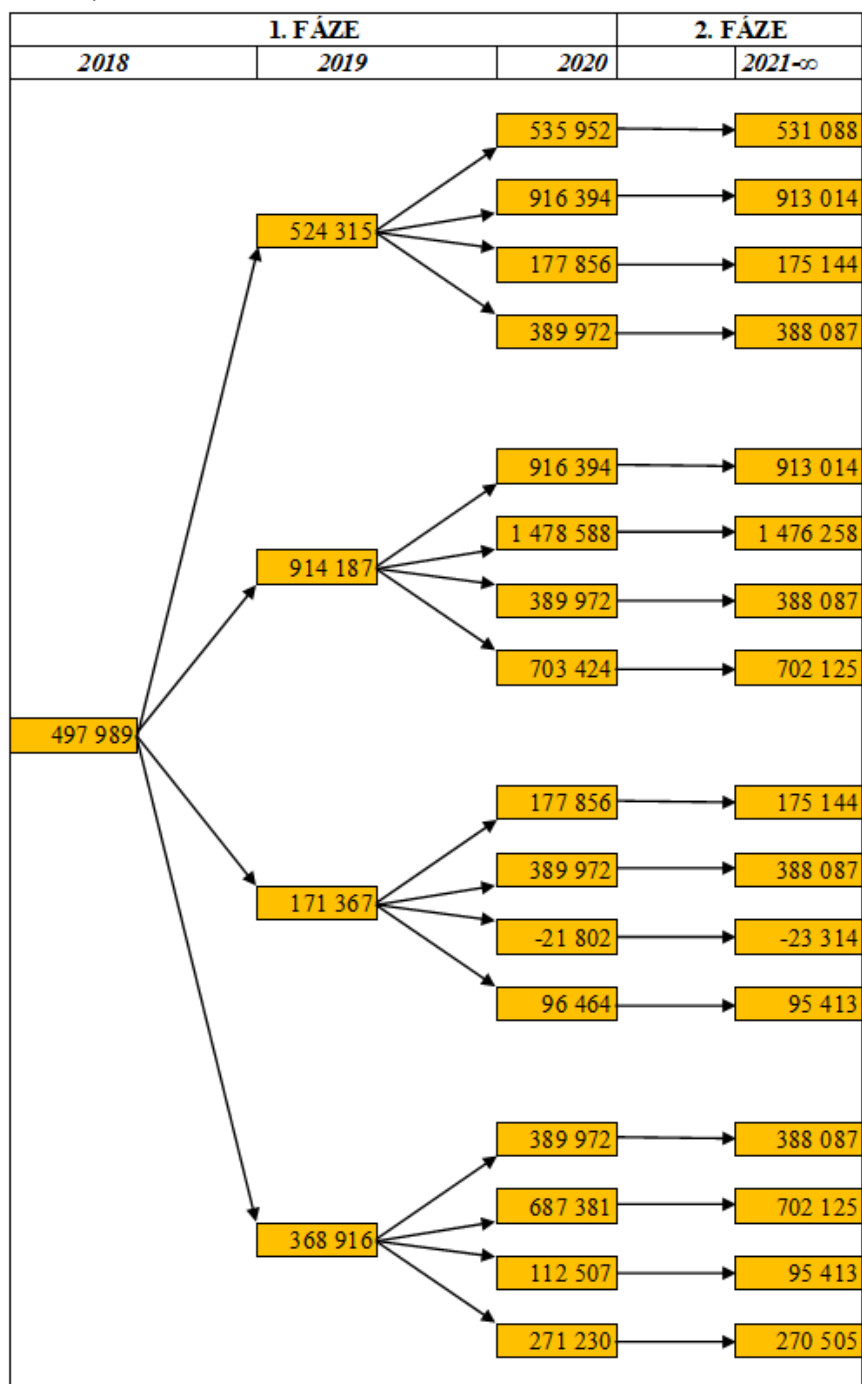 1. FÁZE 2. FÁZE
2018 2019 2020 2021-∞
535 952 531 088
916 394 913 014
524 315
177 856 175 144
389 972 388 087
916 394 913 014
1 478 588 1 476 258
914 187
389 972 388 087
703 424 702 125
497 989
177 856 175 144
389 972 388 087
171 367
-21 802 -23 314
96 464 95 413
389 972 388 087
687 381 702 125
368 916
112 507 95 413
271 230 270 505